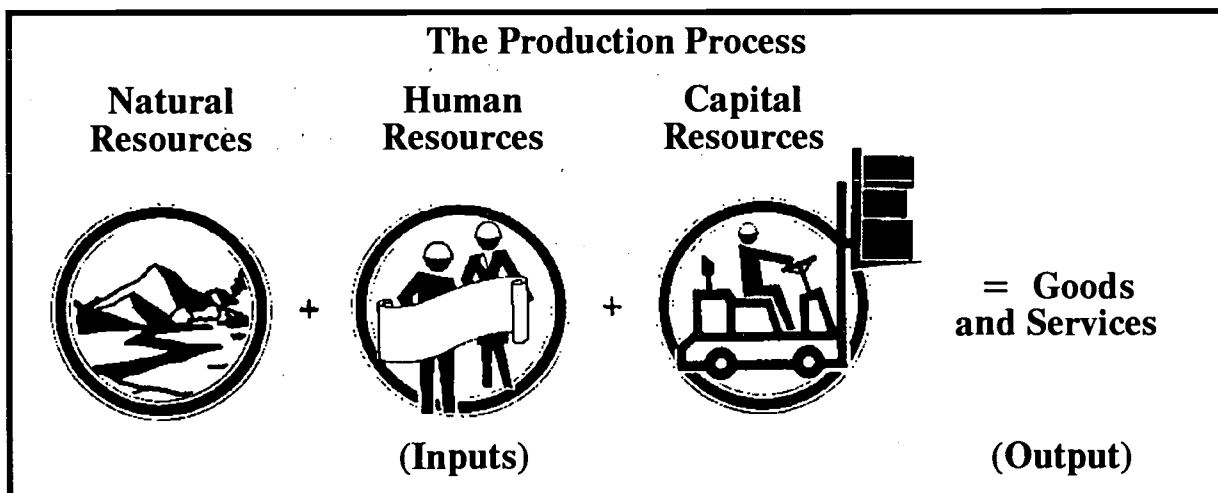 The Production Process
Natural
Resources
Human
Resources
Capital
Resources
+
+
= Goods
and Services
(Inputs)
(Output)